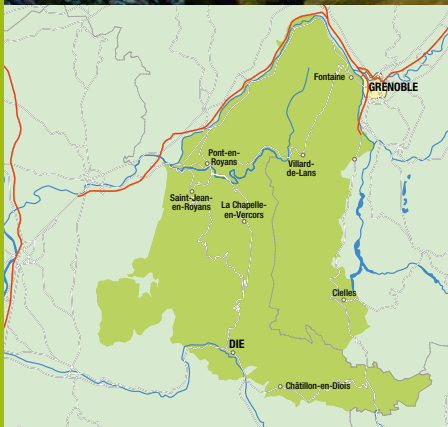 Fontaine
GRENOBLE
Pont-en-
Royans
Villard-
de-Lans
Saint-Jean-
en-Royans
La Chapelle-
en-Vercors
Clelles
DIE
Châtillon-en-Diois